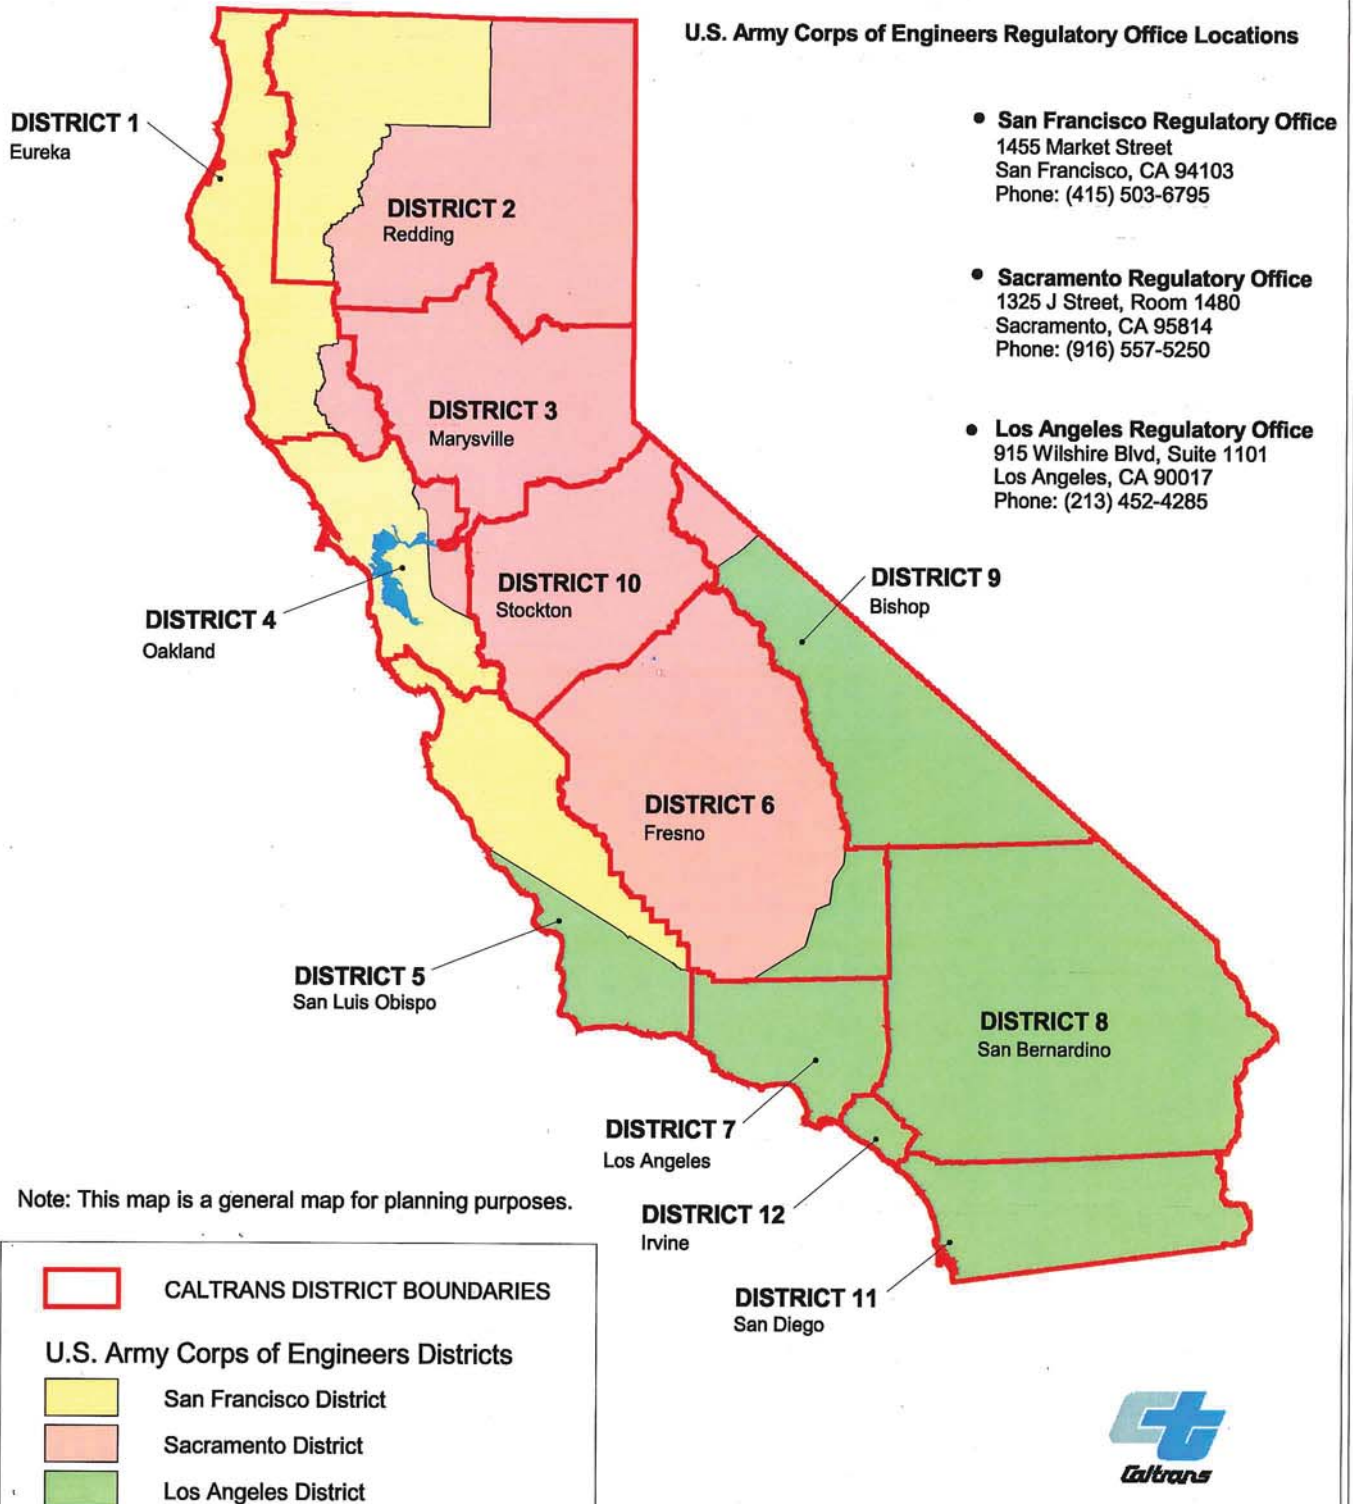 U.S. Army Corps of Engineers Regulatory Office Locations
• San Francisco Regulatory Office
1455 Market Street
San Francisco, CA 94103
Phone: (415) 503-6795
• Sacramento Regulatory Office
1325 J Street, Room 1480
Sacramento, CA 95814
Phone: (916) 557-5250
• Los Angeles Regulatory Office
915 Wilshire Blvd, Suite 1101
Los Angeles, CA 90017
Phone: (213) 452-4285
DISTRICT 1
Eureka
DISTRICT 2
Redding
DISTRICT 3
Marysville
DISTRICT 10
Stockton
DISTRICT 9
Bishop
DISTRICT 4
Oakland
DISTRICT 6
Fresno
DISTRICT 5
San Luis Obispo
DISTRICT 8
San Bernardino
DISTRICT 7
Los Angeles
DISTRICT 12
Irvine
DISTRICT 11
San Diego
Note: This map is a general map for planning purposes.
CALTRANS DISTRICT BOUNDARIES
U.S. Army Corps of Engineers Districts
San Francisco District
Sacramento District
Los Angeles District
ct
Caltrans